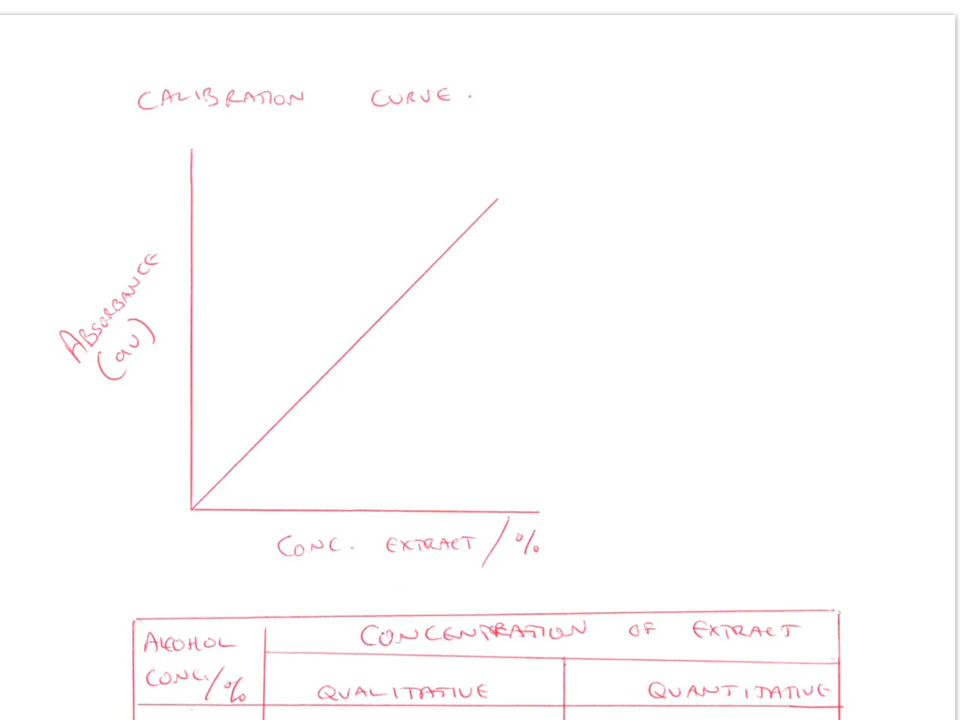 CALIBRATION CURVE.
ABSORBANCE
(au)
CONC. EXTRACT / %
ALCOHOL
CONC. / %
CONCENTRATION OF EXTRACT
QUALITATIVE
QUANTITATIVE